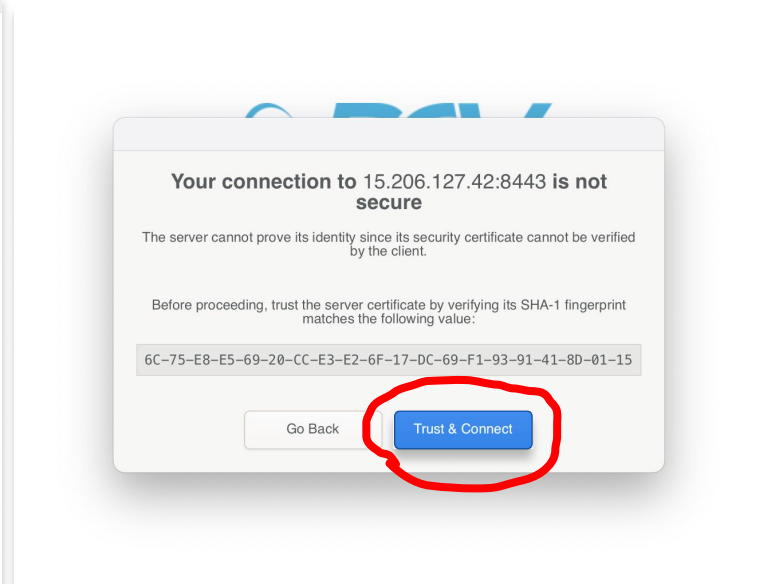 Your connection to 15.206.127.42:8443 is not
secure
The server cannot prove its identity since its security certificate cannot be verified
by the client.
Before proceeding, trust the server certificate by verifying its SHA-1 fingerprint
matches the following value:
6C-75-E8-E5-69-20-CC-E3-E2-6F-17-DC-69-F1-93-91-41-8D-01-15
Go Back
Trust & Connect